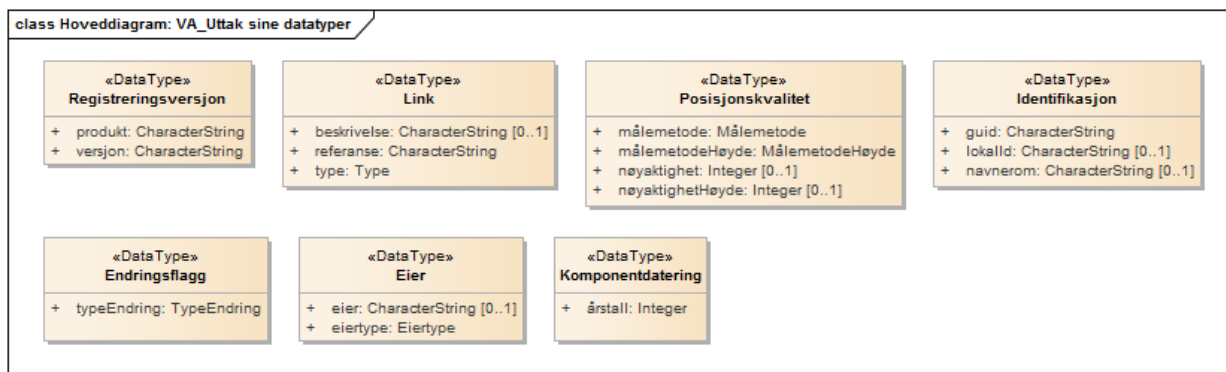 class Hoveddiagram: VA_Uttak sine datatyper
«DataType»
Registreringsversjon
+ produkt: CharacterString
+ versjon: CharacterString
«DataType»
Link
+ beskrivelse: CharacterString [0..1]
+ referanse: CharacterString
+ type: Type
«DataType»
Posisjonskvalitet
+ målemetode: Målemetode
+ målemetodeHøyde: MålemetodeHøyde
+ nøyaktighet: Integer [0..1]
+ nøyaktighetHøyde: Integer [0..1]
«DataType»
Identifikasjon
+ guid: CharacterString
+ lokalId: CharacterString [0..1]
+ navnerom: CharacterString [0..1]
«DataType»
Endringsflagg
+ typeEndring: TypeEndring
«DataType»
Eier
+ eier: CharacterString [0..1]
+ eiertype: Eiertype
«DataType»
Komponentdatering
+ årstall: Integer